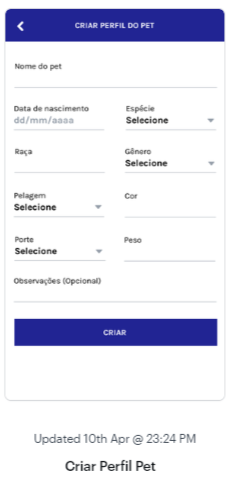 CRIAR PERFIL DO PET
Nome do pet
Data de nascimento Espécie
dd/mm/aaaa Selecione
Raça Gênero
Selecione
Pelagem Cor
Selecione
Porte Peso
Selecione
Observações (Opcional)
CRIAR
Updated 10th Apr @ 23:24 PM
Criar Perfil Pet